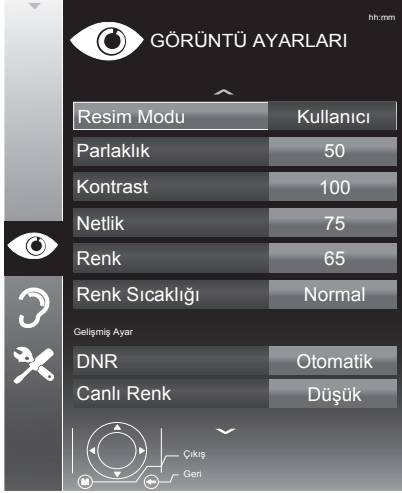 hh:mm
GÖRÜNTÜ AYARLARI
Resim Modu Kullanıcı
Parlaklık 50
Kontrast 100
Netlik 75
Renk 65
Renk Sıcaklığı Normal
Gelişmiş Ayar
DNR Otomatik
Canlı Renk Düşük
Çıkış
M Geri